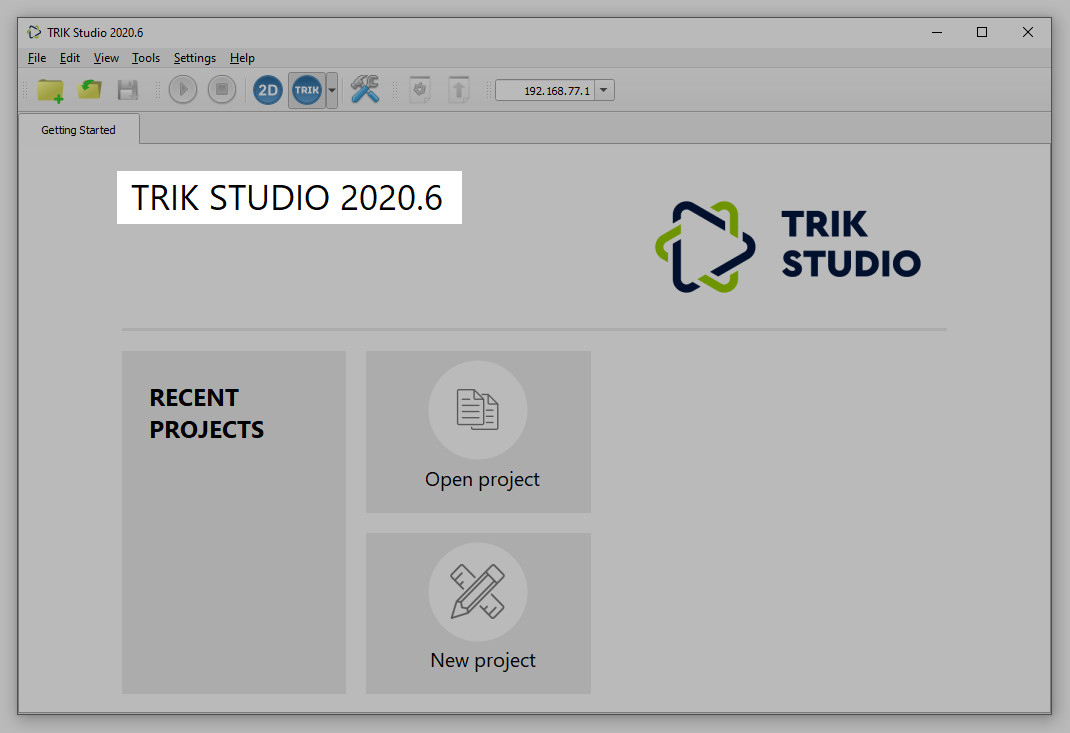 TRIK Studio 2020.6
File Edit View Tools Settings Help
2D TRIK 192.168.77.1
Getting Started
TRIK STUDIO 2020.6
TRIK
STUDIO
RECENT
PROJECTS
Open project
New project